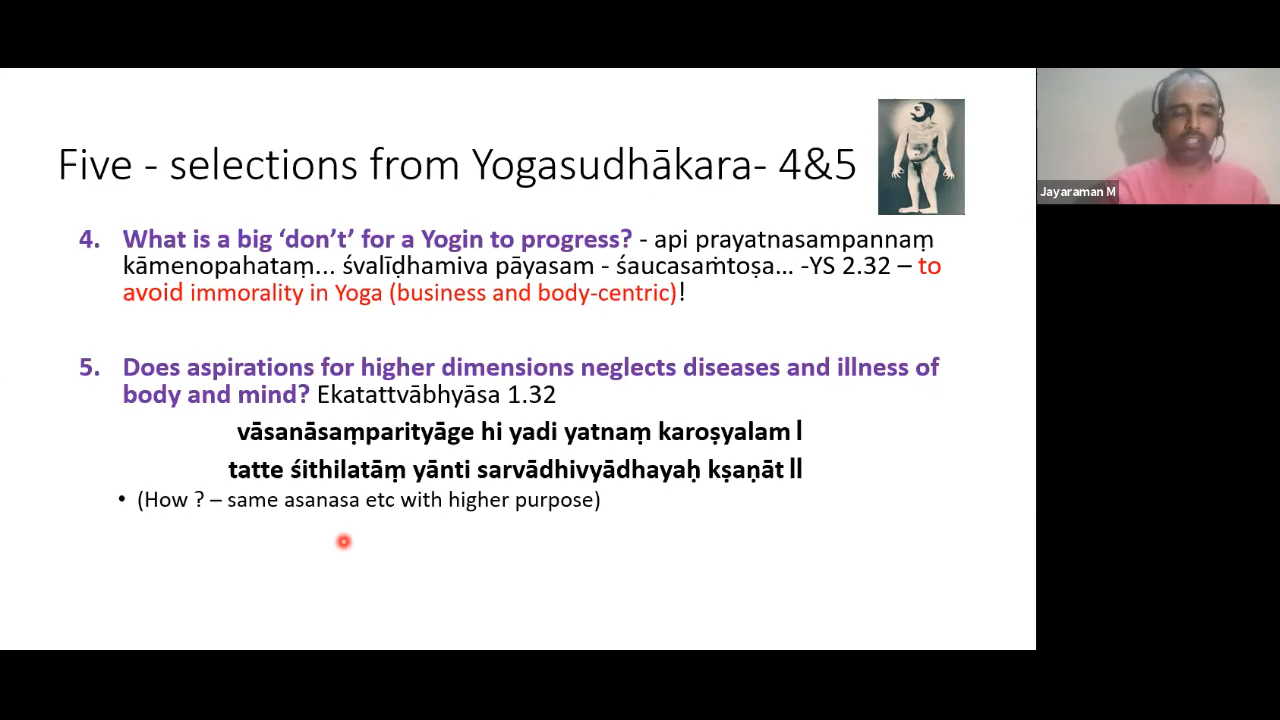 Five - selections from Yogasudhākara- 4&5
4. What is a big ‘don’t’ for a Yogin to progress? - api prayatnasampannaṃ
kāmenopahataṃ... śvalīḍhamiva pāyasam - śaucasaṁtoṣa... -YS 2.32 – to
avoid immorality in Yoga (business and body-centric)!
5. Does aspirations for higher dimensions neglects diseases and illness of
body and mind? Ekatattvābhyāsa 1.32
vāsanāsaṃparityāge hi yadi yatnaṃ karoṣyalam l
tatte śithilatāṃ yānti sarvādhivyādhayaḥ kṣaṇāt ll
• (How ? – same asanasa etc with higher purpose)
Jayaraman M